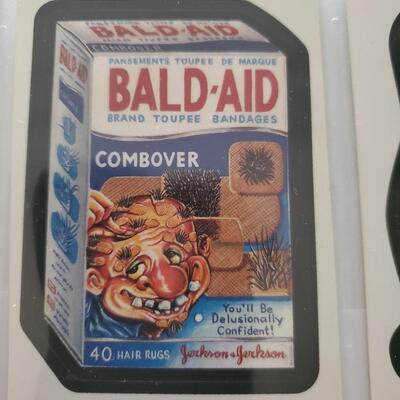 BALD-AID
COMBOVER
PANSEMENTS TOUPEE DE MARQUE
BALD-AID
BRAND TOUPEE BANDAGES
COMBOVER
You'll Be
Delusionally
Confident!
40 HAIR RUGS Jerkson & Jerkson